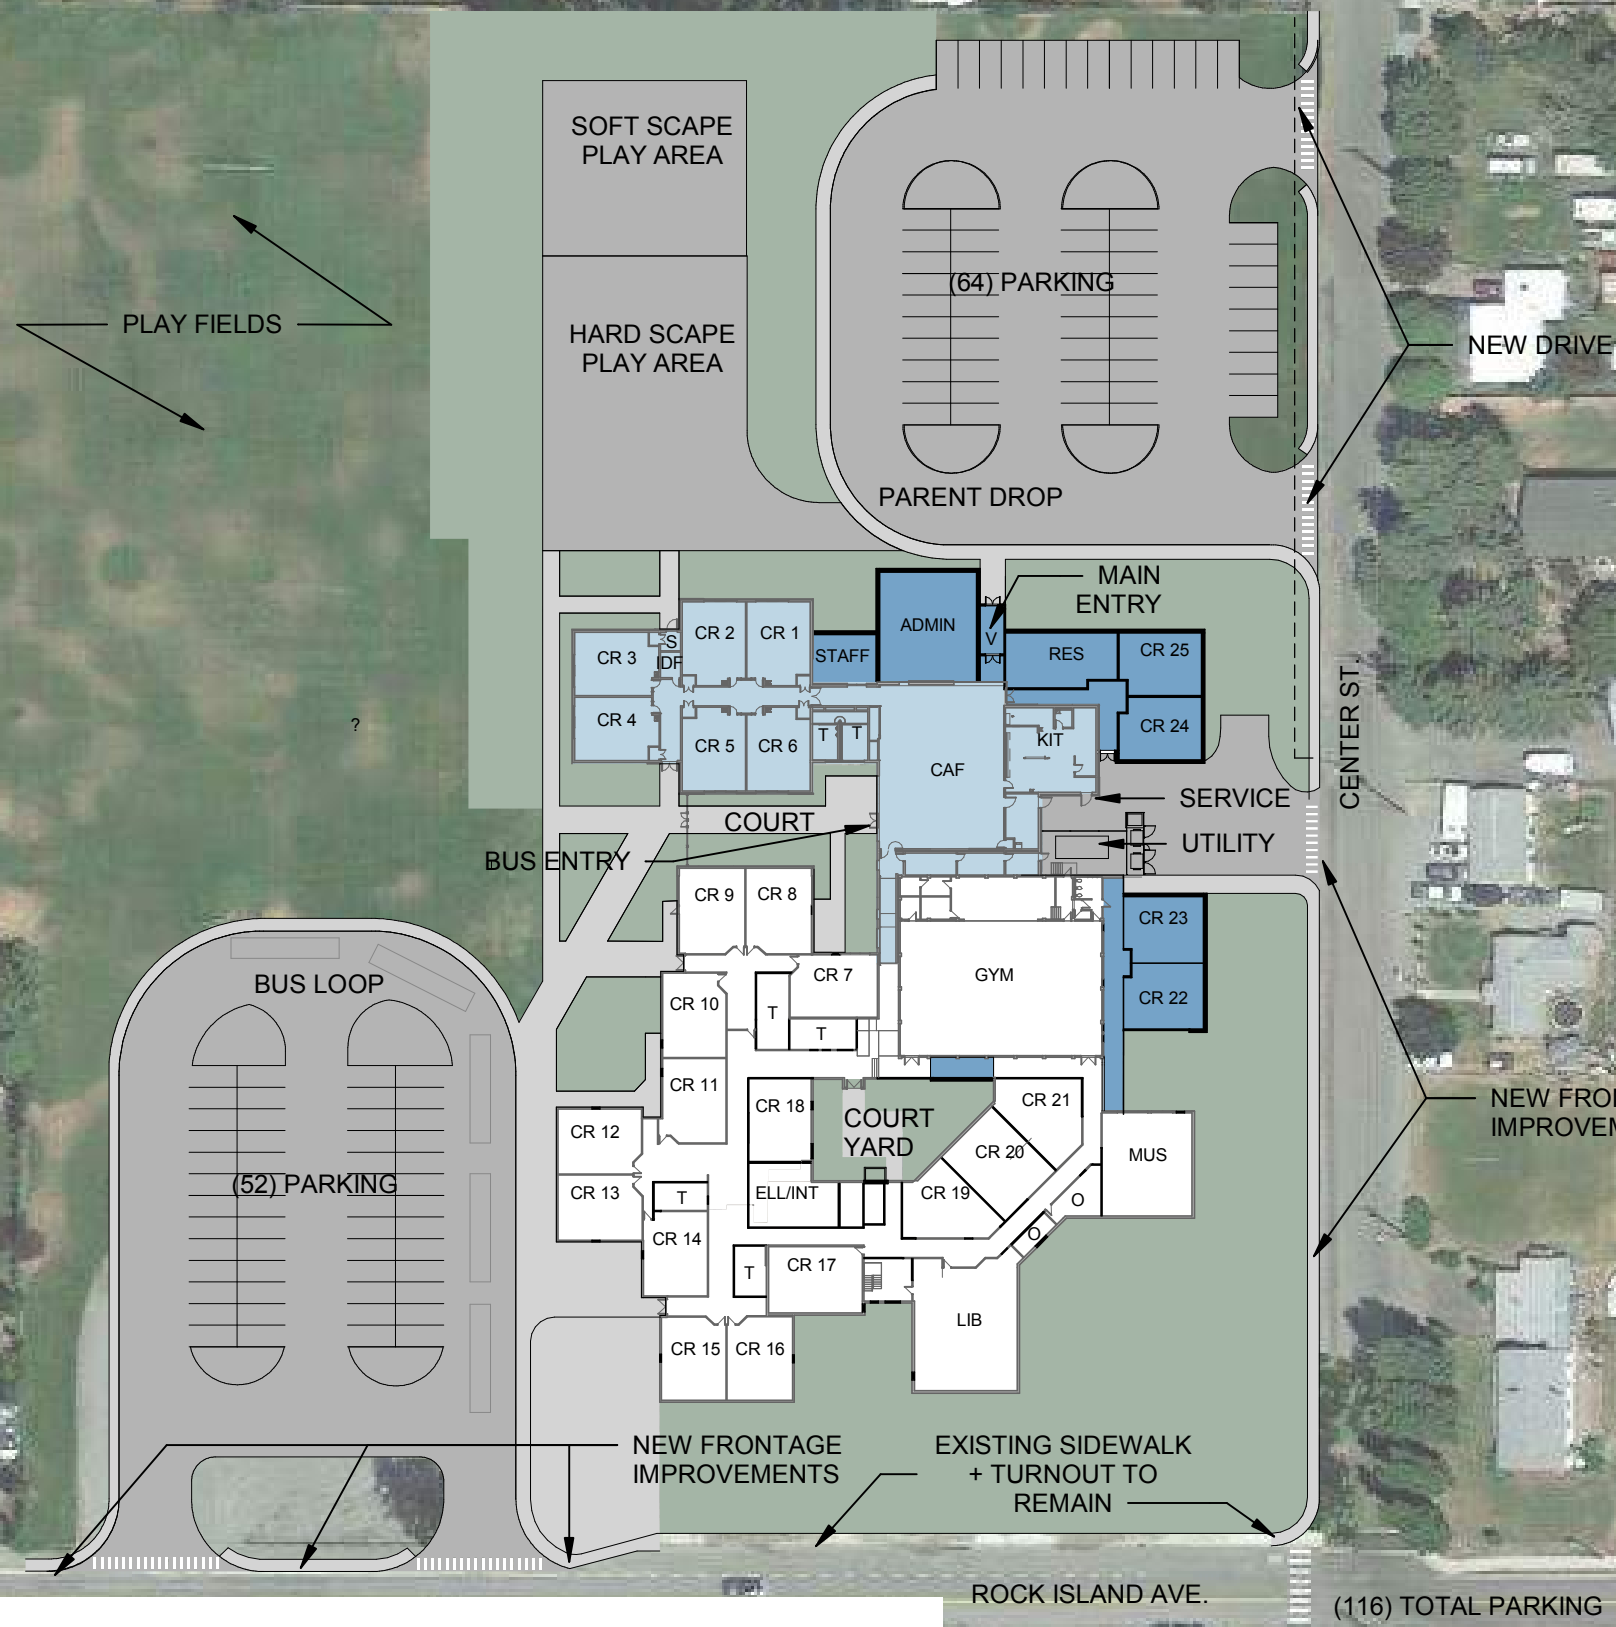 SOFT SCAPE
PLAY AREA
(64) PARKING
PLAY FIELDS
HARD SCAPE
PLAY AREA
NEW DRIVE
PARENT DROP
MAIN
ENTRY
CR 2
CR 1
ADMIN
V
S
STAFF
RES
CR 25
CR 3
IDF
CR 4
?
CR 5
CR 6
T
T
KIT
CR 24
CAF
CENTER ST.
SERVICE
COURT
UTILITY
BUS ENTRY
CR 9
CR 8
CR 23
CR 7
GYM
BUS LOOP
CR 22
CR 10
T
T
CR 11
CR 18
COURT
YARD
CR 21
NEW FRO
IMPROVEM
CR 12
CR 20
MUS
(52) PARKING
CR 13
T
ELL/INT
CR 19
O
O
CR 14
T
CR 17
LIB
CR 15
CR 16
NEW FRONTAGE
IMPROVEMENTS
EXISTING SIDEWALK
+ TURNOUT TO
REMAIN
ROCK ISLAND AVE.
(116) TOTAL PARKING